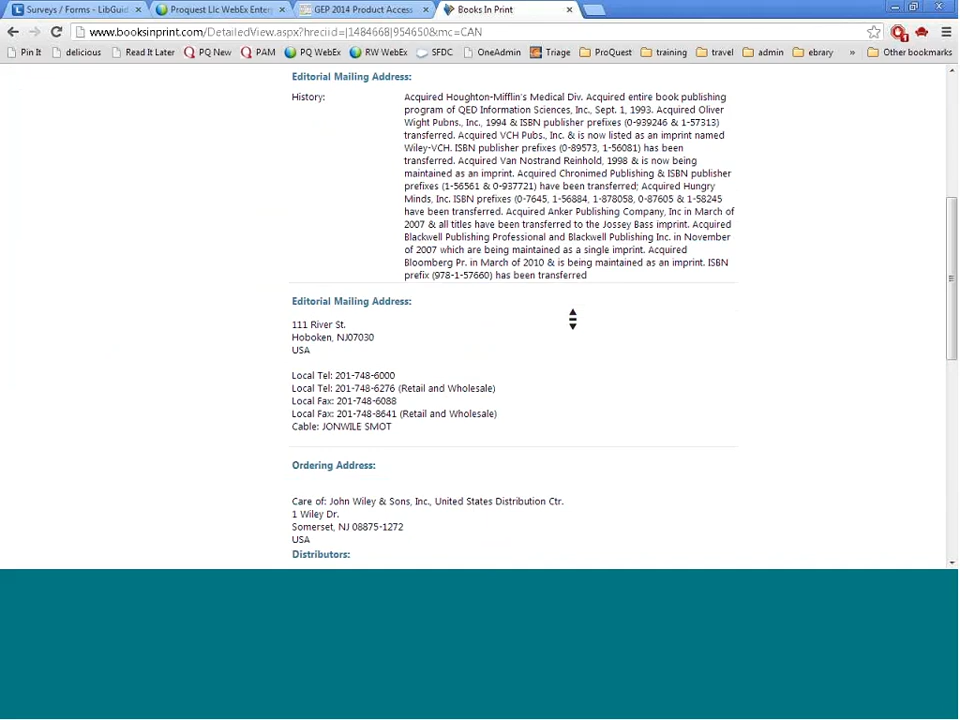 Surveys / Forms - LibGuid
Proquest Llc WebEx Enter
GEP 2014 Product Access
Books In Print
www.booksinprint.com/DetailedView.aspx?hreciid=|1484668|9546508&mc=CAN
Pin It
delicious
Read It Later
PQ New
PAM
PQ WebEx
RW WebEx
SFDC
OneAdmin
Triage
ProQuest
training
travel
admin
ebrary
»
Other bookmarks
Editorial Mailing Address:
History:
Acquired Houghton-Mifflin's Medical Div. Acquired entire book publishing
program of QED Information Sciences, Inc., Sept. 1, 1993. Acquired Oliver
Wight Pubns., Inc., 1994 & ISBN publisher prefixes (0-939246 & 1-57313)
transferred. Acquired VCH Pubs., Inc. & is now listed as an imprint named
Wiley-VCH. ISBN publisher prefixes (0-89573, 1-56081) has been
transferred. Acquired Van Nostrand Reinhold, 1998 & is now being
maintained as an imprint. Acquired Chronimed Publishing & ISBN publisher
prefixes (1-56561 & 0-937721) have been transferred; Acquired Hungry
Minds, Inc. ISBN prefixes (0-7645, 1-56884, 1-878058, 0-87605 & 1-58245
have been transferred. Acquired Anker Publishing Company, Inc in March of
2007 & all titles have been transferred to the Jossey Bass imprint. Acquired
Blackwell Publishing Professional and Blackwell Publishing Inc. in November
of 2007 which are being maintained as a single imprint. Acquired
Bloomberg Pr. in March of 2010 & is being maintained as an imprint. ISBN
prefix (978-1-57660) has been transferred
Editorial Mailing Address:
111 River St.
Hoboken, NJ07030
USA
Local Tel: 201-748-6000
Local Tel: 201-748-6276 (Retail and Wholesale)
Local Fax: 201-748-6088
Local Fax: 201-748-8641 (Retail and Wholesale)
Cable: JONWILE SMOT
Ordering Address:
Care of: John Wiley & Sons, Inc., United States Distribution Ctr.
1 Wiley Dr.
Somerset, NJ 08875-1272
USA
Distributors: